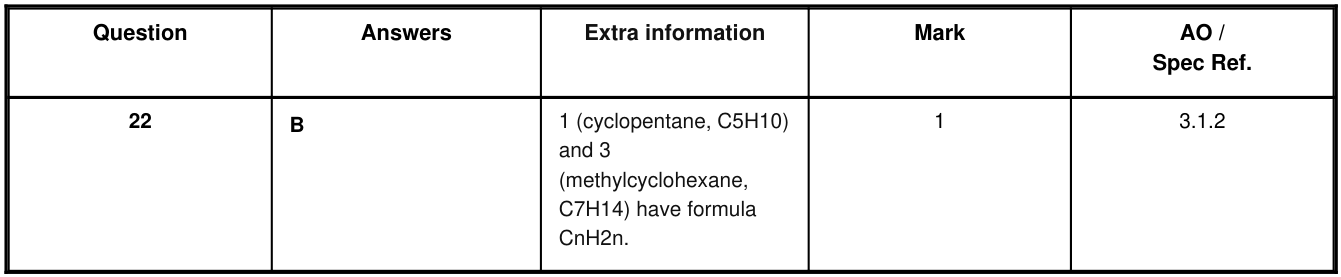 Question Answers Extra information Mark AO /
Spec Ref.
22 B 1 (cyclopentane, C5H10) 1 3.1.2
and 3
(methylcyclohexane,
C7H14) have formula
CnH2n.